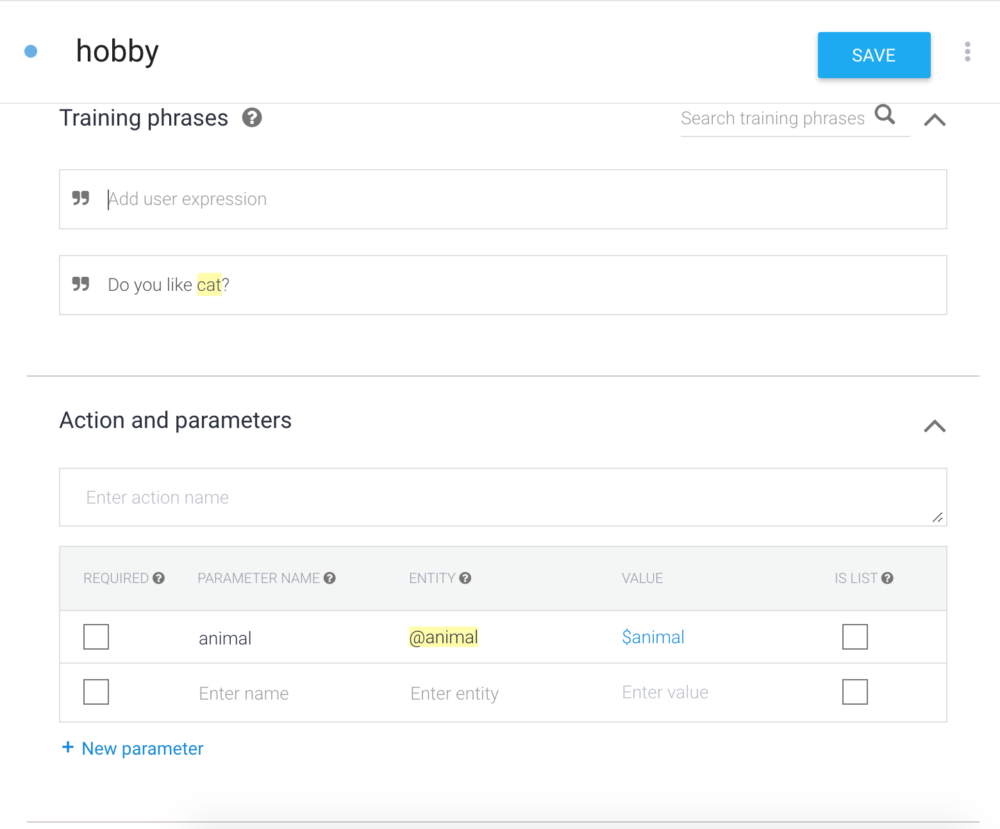 hobby
SAVE
Training phrases
Search training phrases
Add user expression
Do you like cat?
Action and parameters
Enter action name
REQUIRED PARAMETER NAME ENTITY VALUE IS LIST
animal @animal $animal
Enter name Enter entity Enter value
+ New parameter